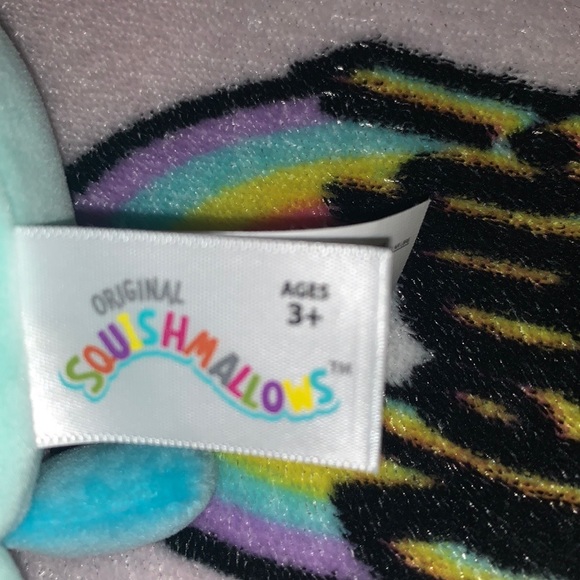 ORIGINAL
SQUISHMALLOWS™
AGES
3+